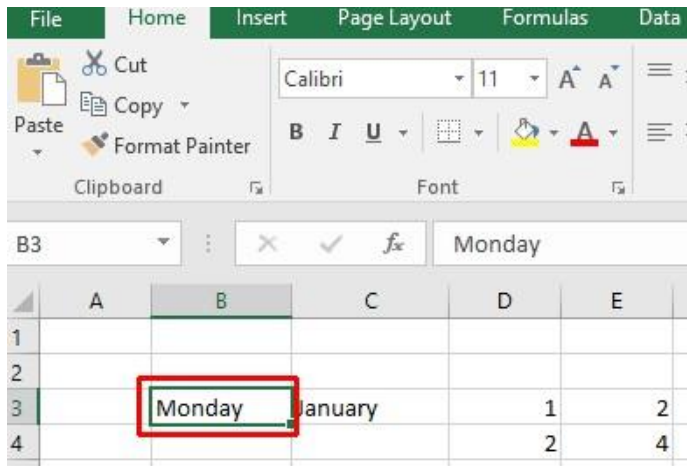 File Home Insert Page Layout Formulas Data
Cut
Calibri 11 A A
Copy
Paste
B I U A
Format Painter
Clipboard Font
B3 fx Monday
A B C D E
1
2
3 Monday January 1 2
4 2 4